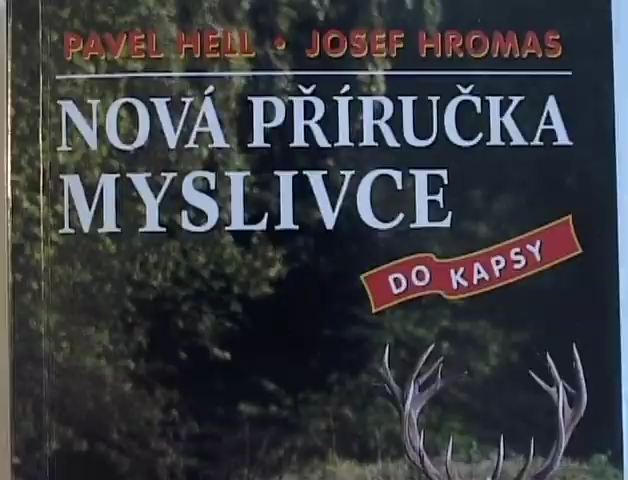 PAVEL HELL • JOSEF HROMAS
NOVÁ PŘÍRUČKA
MYSLIVCE
DO KAPSY